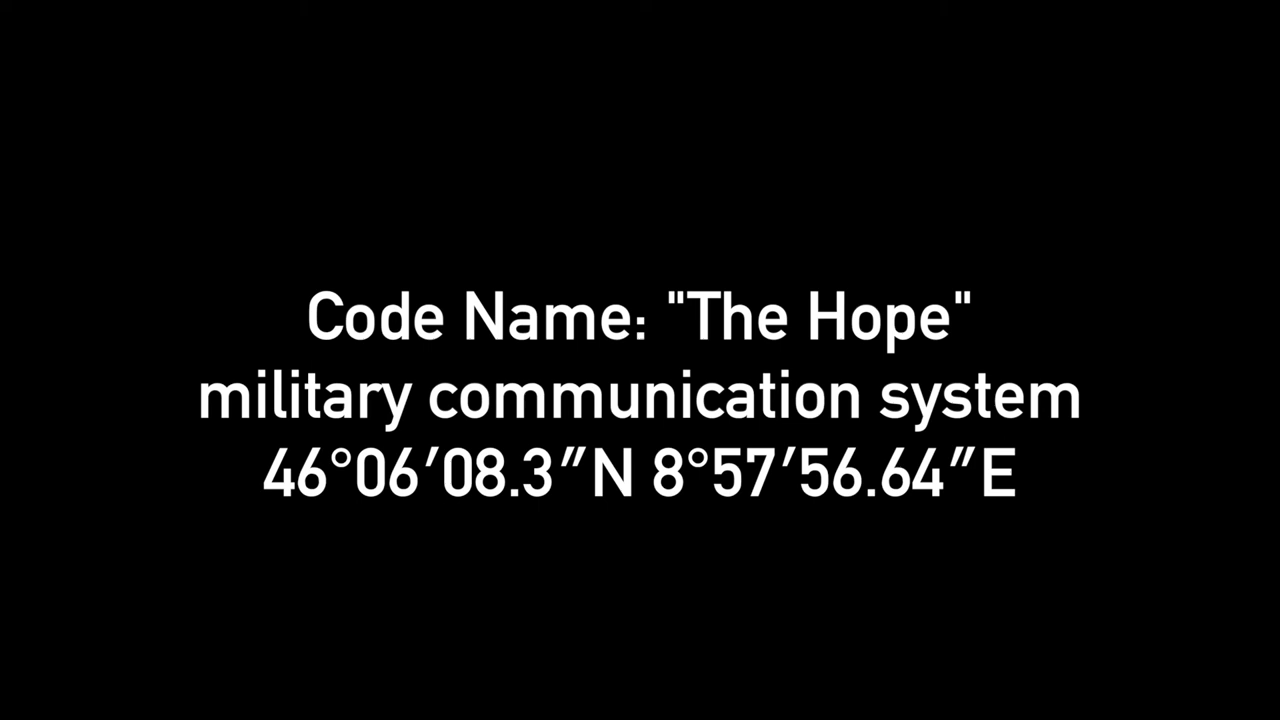 Code Name: "The Hope"
military communication system
46°06′08.3″N 8°57′56.64″E